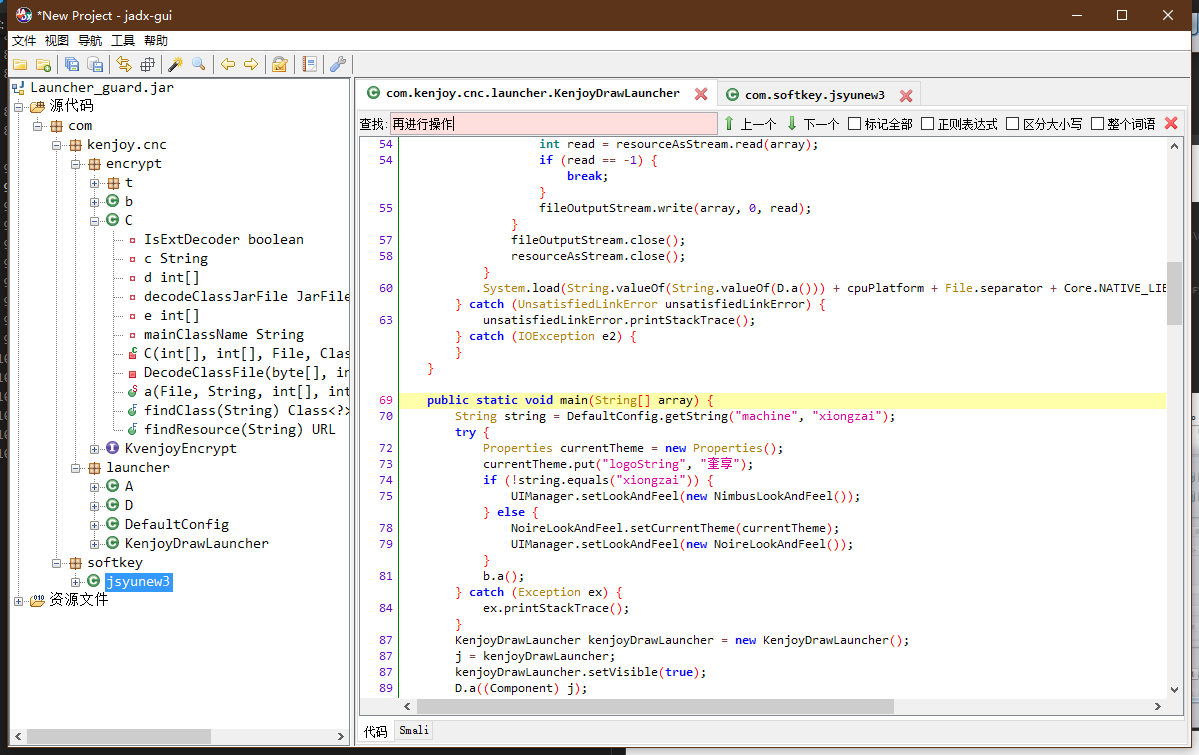 *New Project - jadx-gui
文件 视图 导航 工具 帮助
Launcher_guard.jar
源代码
com
kenjoy.cnc
encrypt
t
b
C
IsExtDecoder boolean
c String
d int[]
decodeClassJarFile JarFile
e int[]
mainClassName String
C(int[], int[], File, Clas
DecodeClassFile(byte[], in
a(File, String, int[], int
findClass(String) Class<?>
findResource(String) URL
KvenjoyEncrypt
launcher
A
D
DefaultConfig
KenjoyDrawLauncher
softkey
jsyunew3
资源文件
com.kenjoy.cnc.launcher.KenjoyDrawLauncher com.softkey.jsyunew3
查找: 再进行操作 上一个 下一个 标记全部 正则表达式 区分大小写 整个词语
54 int read = resourceAsStream.read(array);
54 if (read == -1) {
break;
}
55 fileOutputStream.write(array, 0, read);
}
57 fileOutputStream.close();
58 resourceAsStream.close();
}
60 System.load(String.valueOf(String.valueOf(D.a())) + cpuPlatform + File.separator + Core.NATIVE_LIB
} catch (UnsatisfiedLinkError unsatisfiedLinkError) {
63 unsatisfiedLinkError.printStackTrace();
} catch (IOException e2) {
}
}
69 public static void main(String[] array) {
70 String string = DefaultConfig.getString("machine", "xiongzai");
try {
72 Properties currentTheme = new Properties();
73 currentTheme.put("logoString", "奎享");
74 if (!string.equals("xiongzai")) {
75 UIManager.setLookAndFeel(new NimbusLookAndFeel());
} else {
78 NoireLookAndFeel.setCurrentTheme(currentTheme);
79 UIManager.setLookAndFeel(new NoireLookAndFeel());
}
81 b.a();
} catch (Exception ex) {
84 ex.printStackTrace();
}
87 KenjoyDrawLauncher kenjoyDrawLauncher = new KenjoyDrawLauncher();
87 j = kenjoyDrawLauncher;
87 kenjoyDrawLauncher.setVisible(true);
89 D.a((Component) j);
代码 Smali